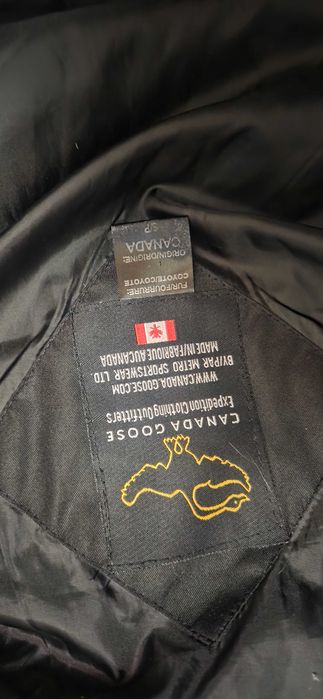 CANADA GOOSE
Expedition Clothing Outfitters
WWW.CANADA.GOOSE.COM
BY/PAR METRO SPORTSWEAR LTD
MADE IN/FABRIQUE AU CANADA
FUR/FOURRURE:
COYOTE/COYOTE
ORIGIN/ORIGINE:
CANADA
S/P